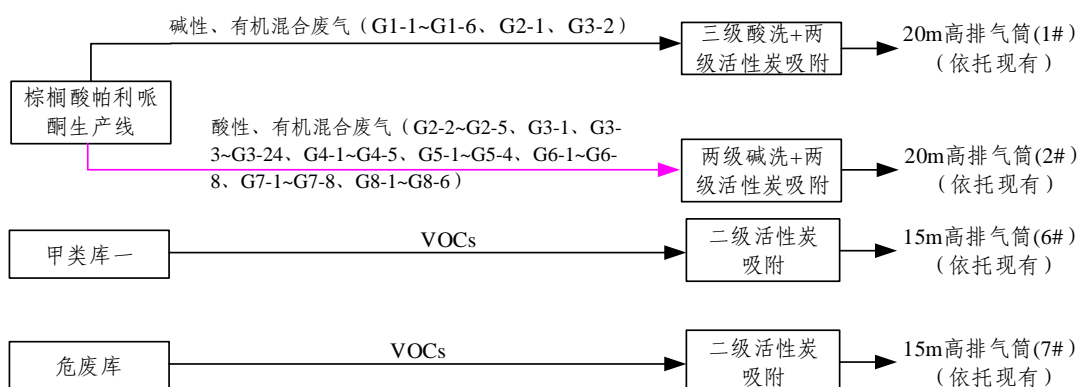 碱性、有机混合废气（G1-1~G1-6、G2-1、G3-2）
三级酸洗+两
级活性炭吸附
20m高排气筒(1#)
（依托现有）
棕榈酸帕利哌
酮生产线
酸性、有机混合废气（G2-2~G2-5、G3-1、G3-
3~G3-24、G4-1~G4-5、G5-1~G5-4、G6-1~G6-
8、G7-1~G7-8、G8-1~G8-6）
两级碱洗+两
级活性炭吸附
20m高排气筒(2#)
（依托现有）
甲类库一
VOCs
二级活性炭
吸附
15m高排气筒(6#)
（依托现有）
危废库
VOCs
二级活性炭
吸附
15m高排气筒(7#)
（依托现有）